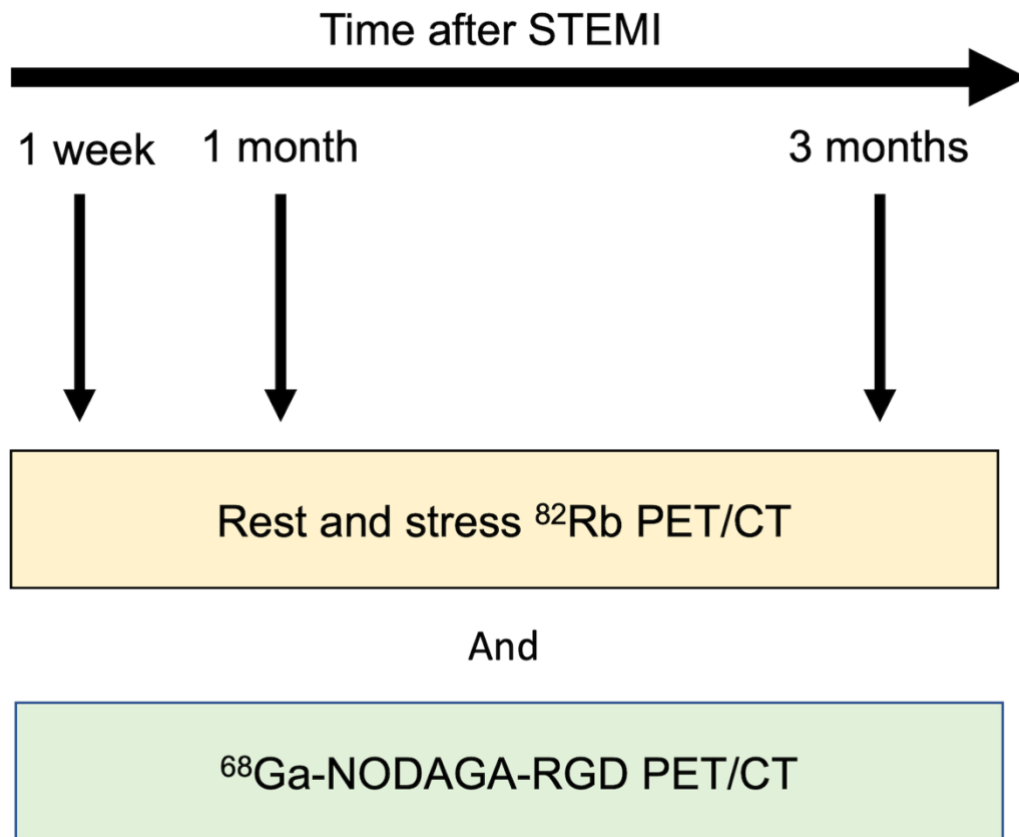 Time after STEMI
1 week 1 month 3 months
Rest and stress ⁸²Rb PET/CT
And
⁶⁸Ga-NODAGA-RGD PET/CT